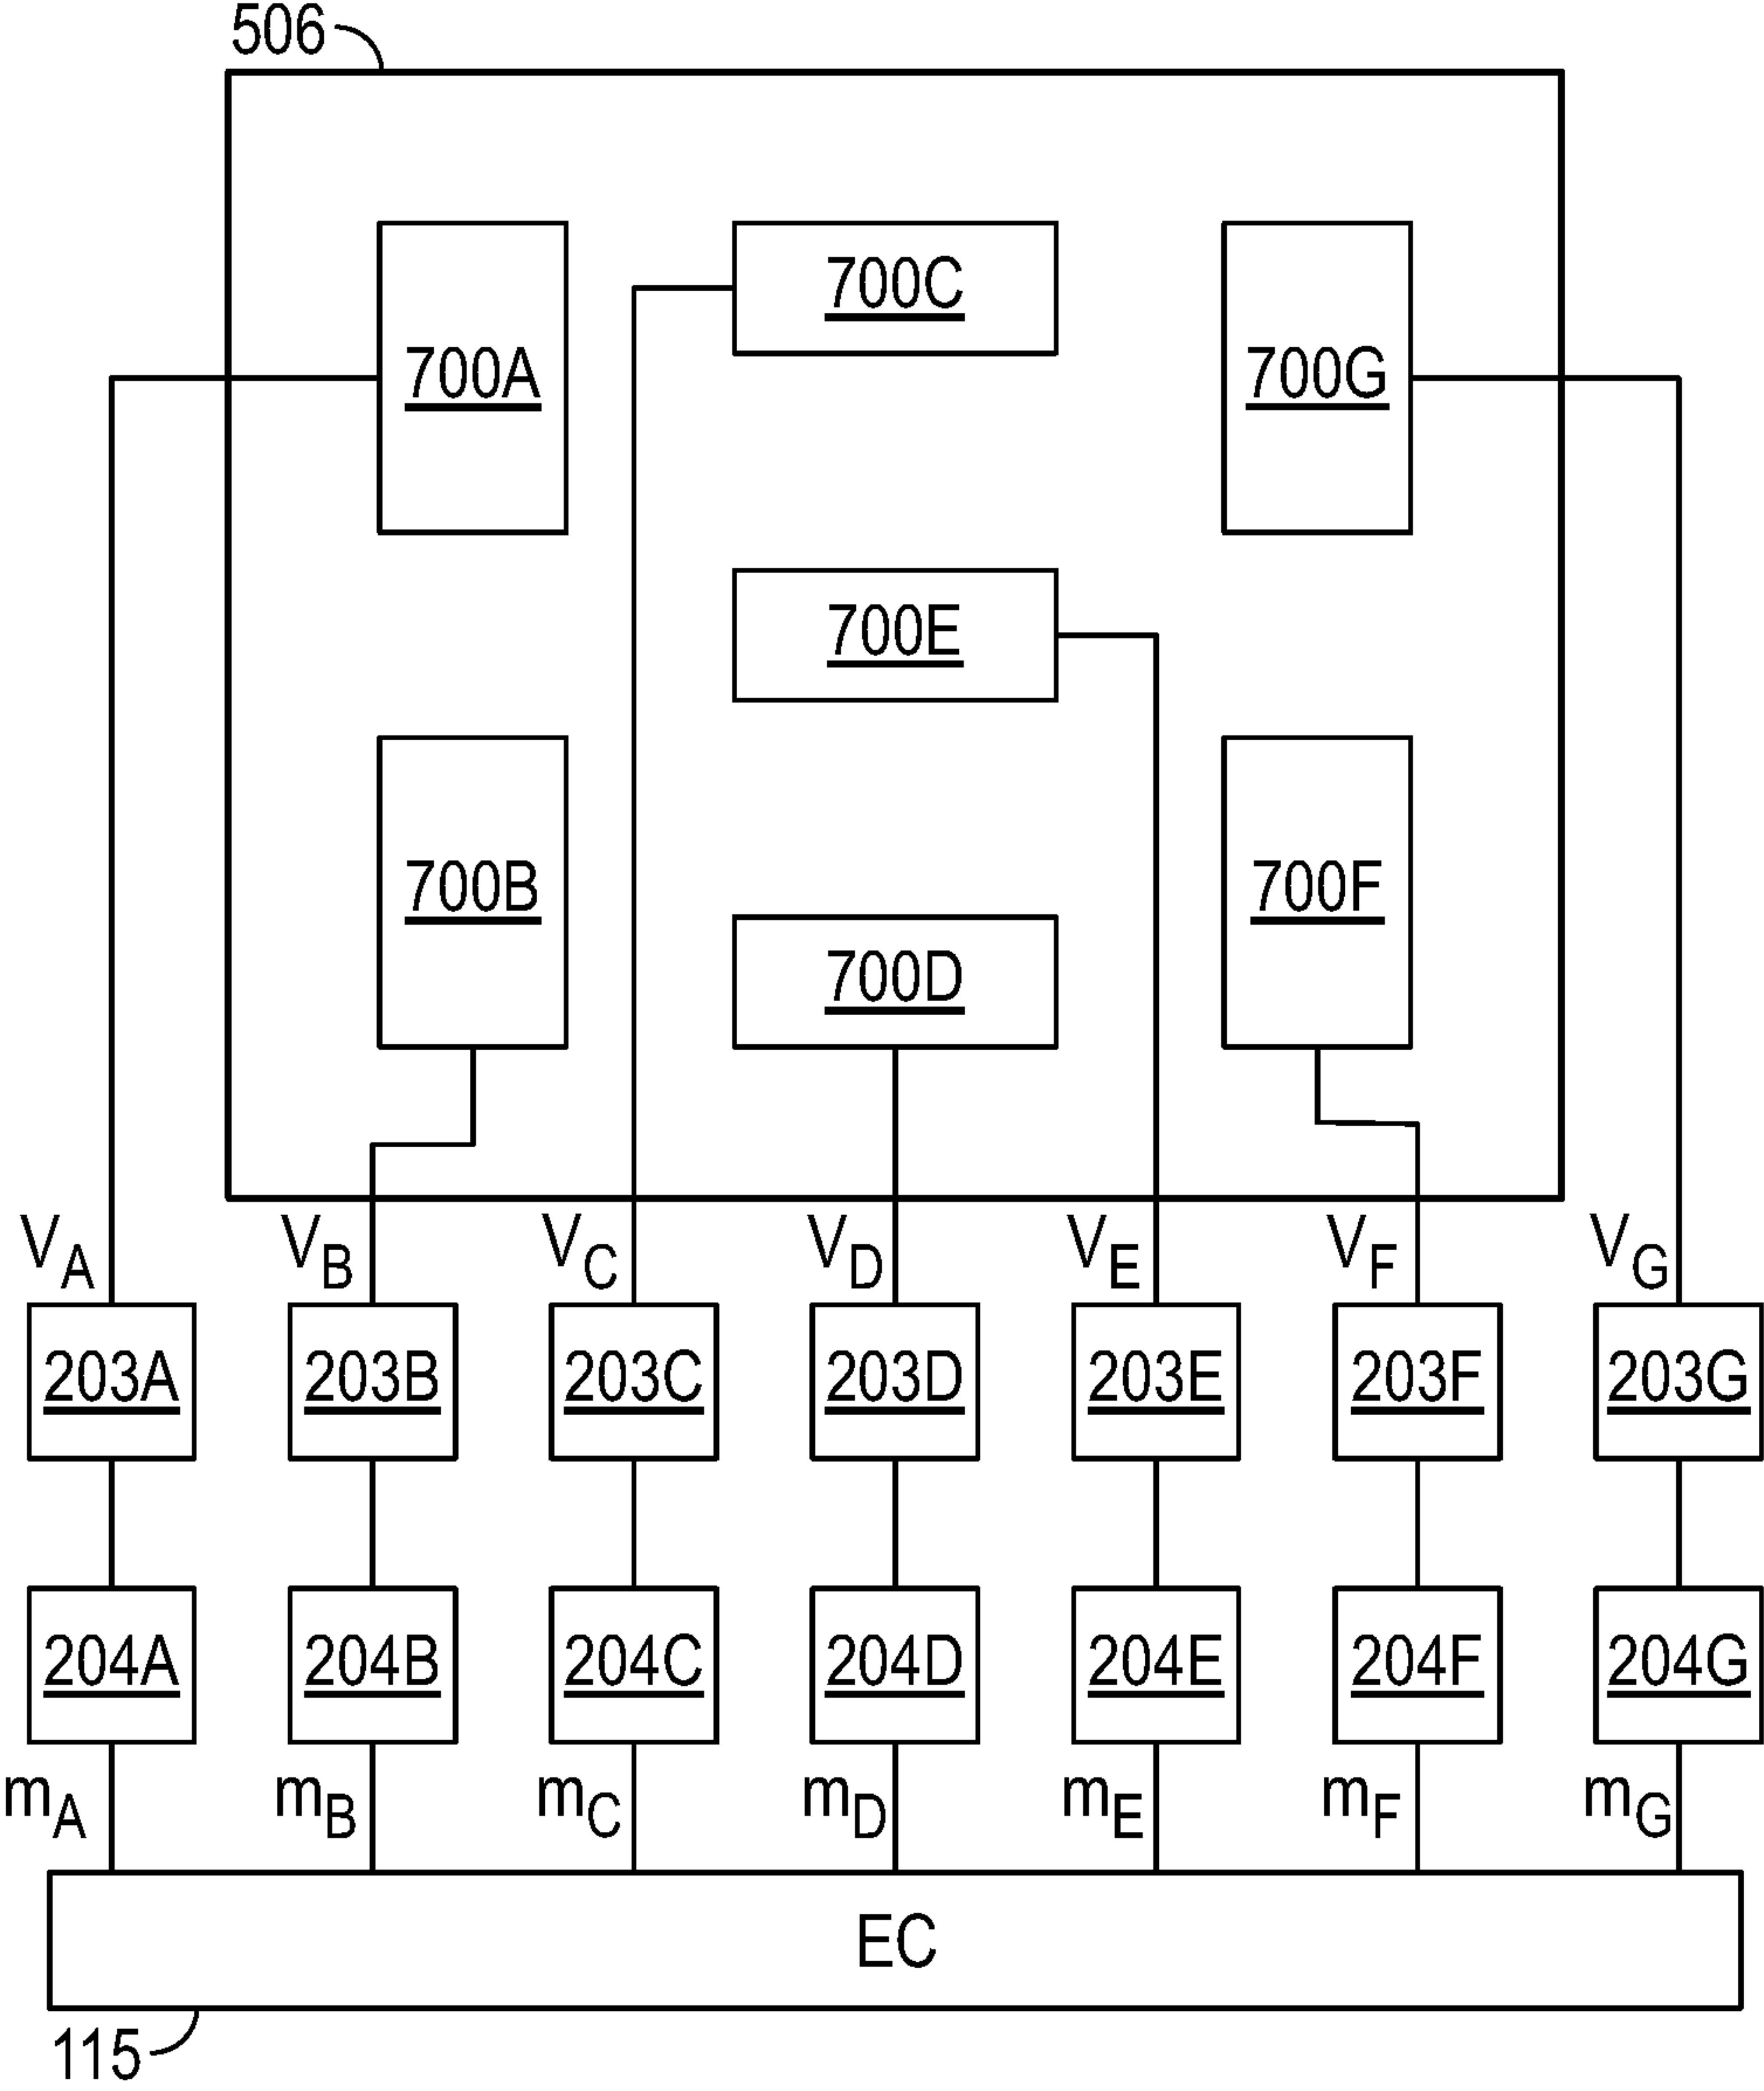 506
700C
700A
700G
700E
700B
700F
700D
VA VB VC VD VE VF VG
203A 203B 203C 203D 203E 203F 203G
204A 204B 204C 204D 204E 204F 204G
mA mB mC mD mE mF mG
EC
115